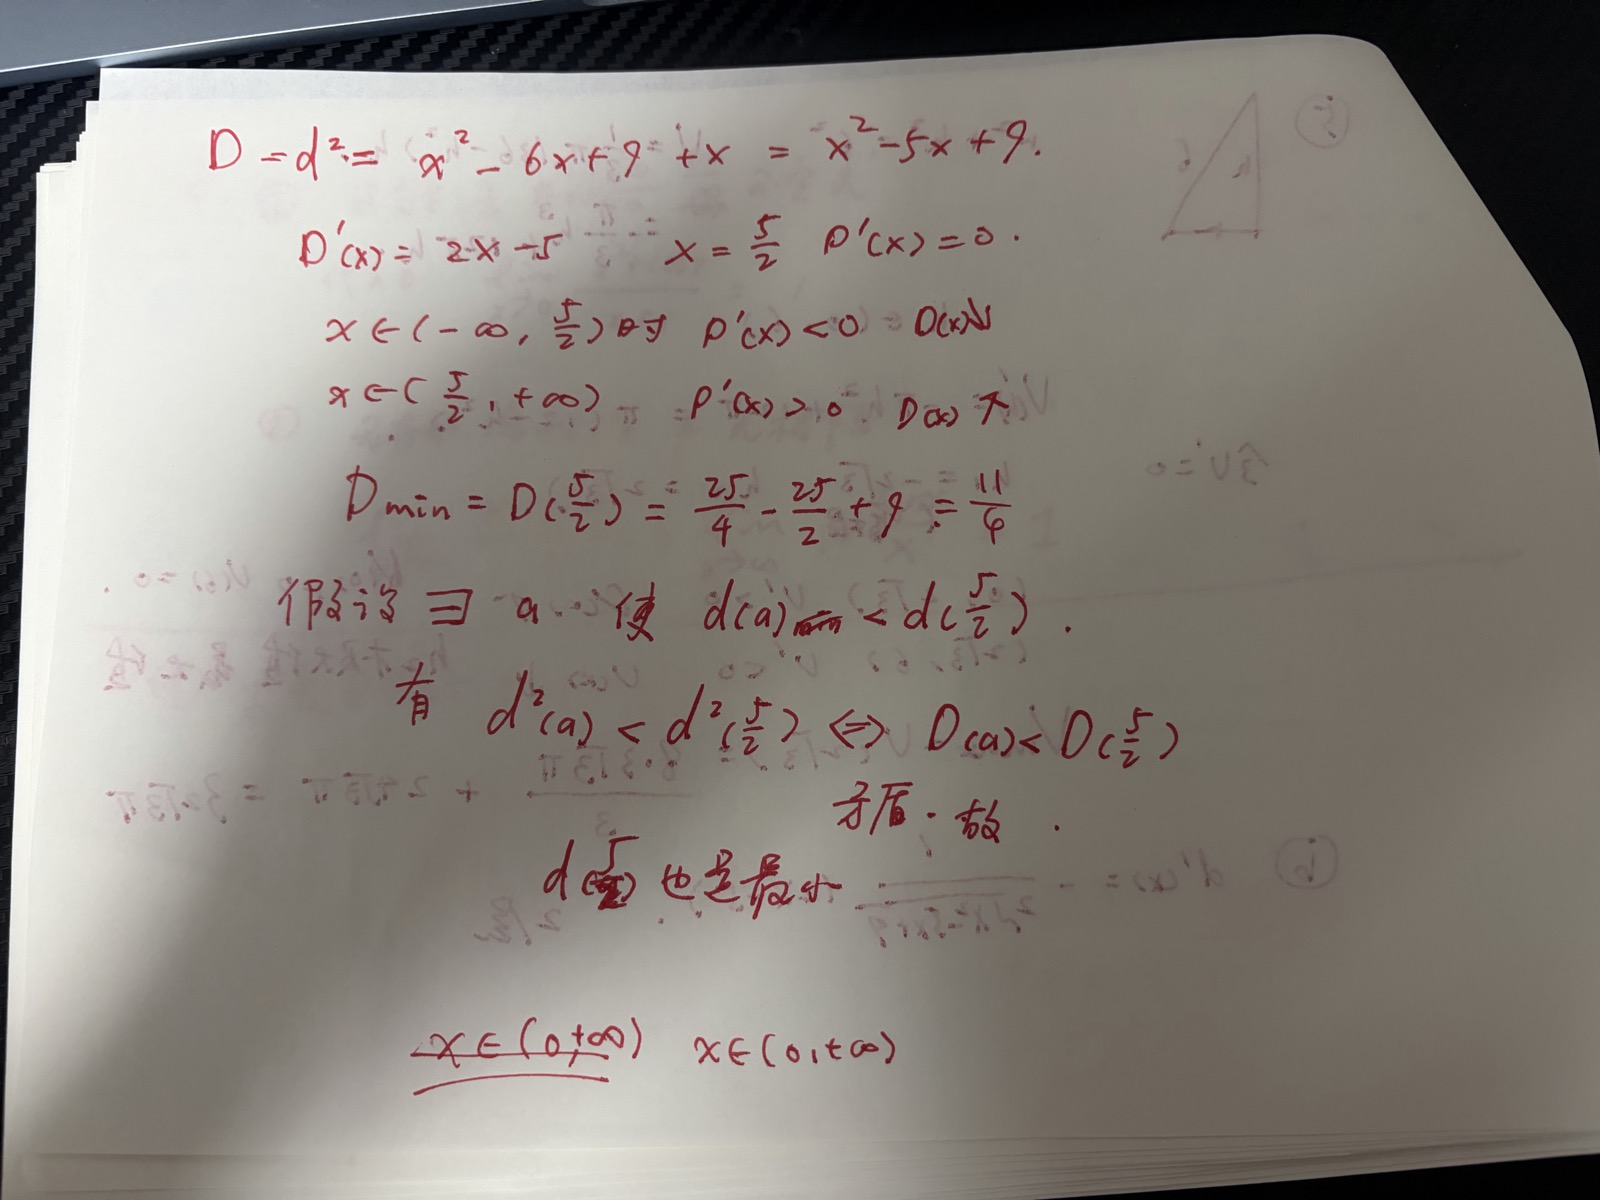 D = d² = x² - 6x + 9 + x = x² - 5x + 9.
D'(x) = 2x - 5 x = 5/2 D'(x) = 0.
x ∈ (-∞, 5/2) 时 D'(x) < 0 D(x)↘
x ∈ (5/2, +∞) D'(x) > 0 D(x) ↗
Dmin = D(5/2) = 25/4 - 25/2 + 9 = 11/4
假设 ∃ a 使 d(a) < d(5/2).
有 d²(a) < d²(5/2) ⇔ D(a) < D(5/2)
矛盾. 故.
d(5/2) 也是最小
x ∈ (0, +∞) x ∈ (0, +∞)